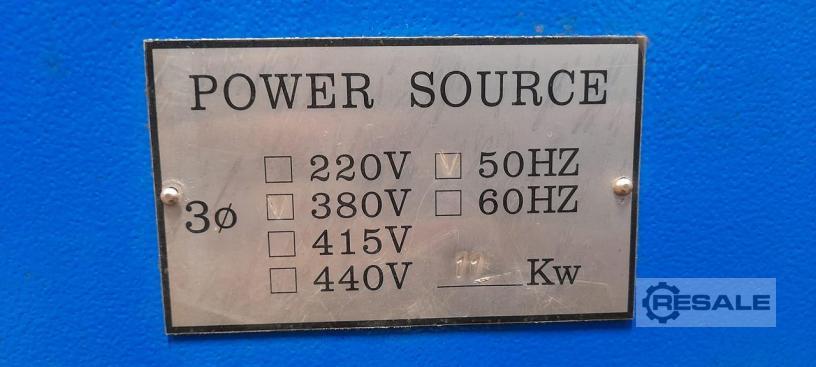 POWER SOURCE
3ø
☐ 220V ☑ 50HZ
☑ 380V ☐ 60HZ
☐ 415V
☐ 440V 11 Kw
RESALE